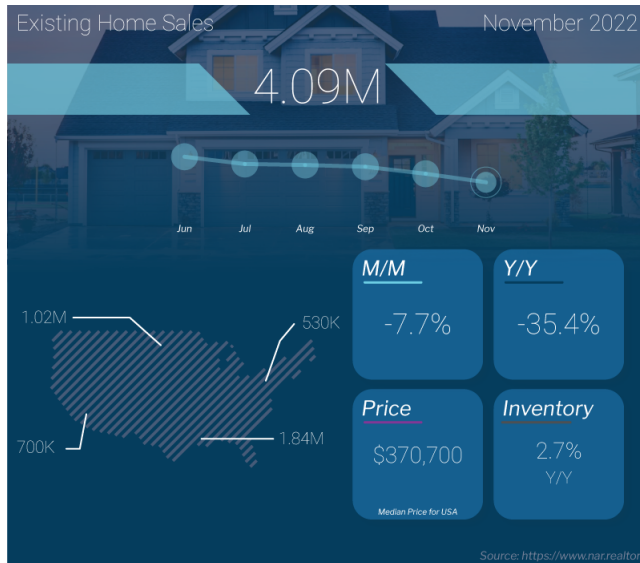 Existing Home Sales
November 2022
4.09M
Jun Jul Aug Sep Oct Nov
M/M
-7.7%
Y/Y
-35.4%
1.02M
530K
700K
1.84M
Price
$370,700
Median Price for USA
Inventory
2.7%
Y/Y
Source: https://www.nar.realtor